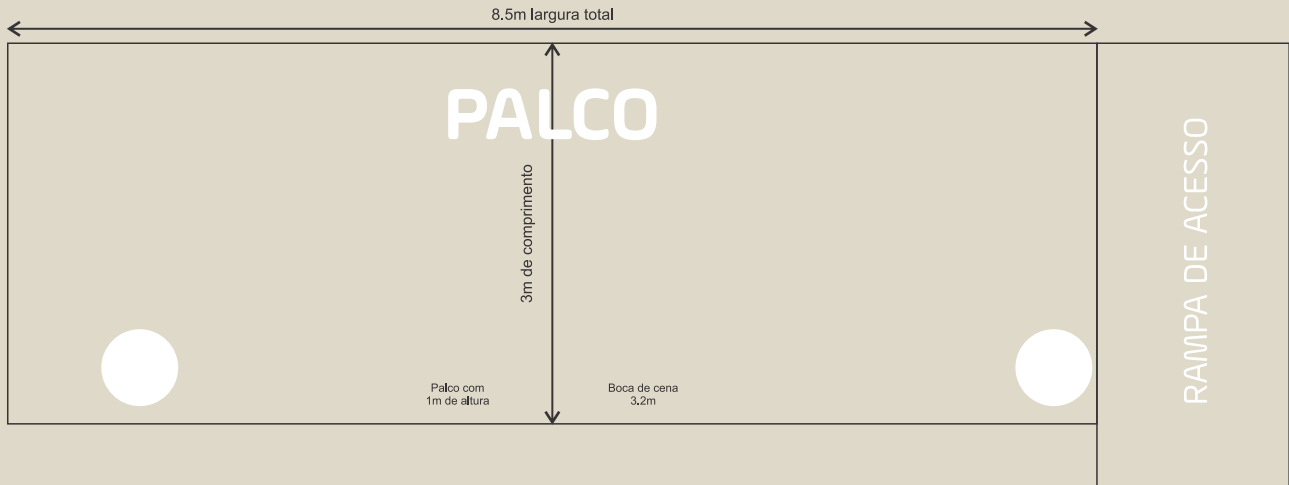 8.5m largura total
PALCO
3m de comprimento
Palco com
1m de altura
Boca de cena
3.2m
RAMPA DE ACESSO